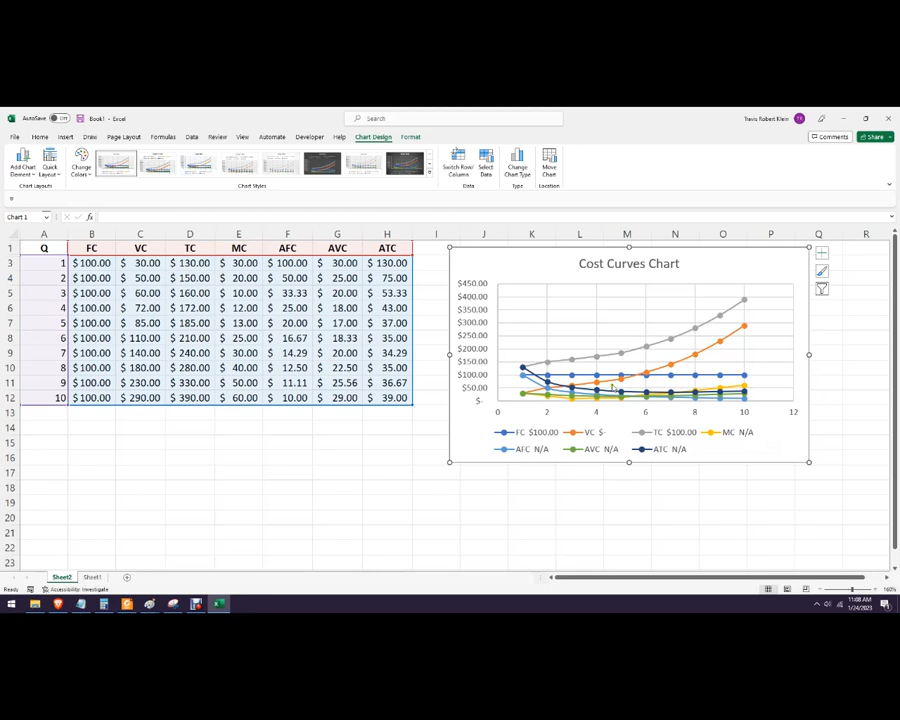 AutoSave Off Book1 - Excel Search Travis Robert Klein TK
File Home Insert Draw Page Layout Formulas Data Review View Automate Developer Help Chart Design Format Comments Share
Add Chart Element Quick Layout Change Colors Switch Row/ Column Select Data Change Chart Type Move Chart
Chart Layouts Chart Styles Data Type Location
Chart 1 fx
A B C D E F G H I J K L M N O P Q R
1 Q FC VC TC MC AFC AVC ATC
3 1 $100.00 $ 30.00 $130.00 $ 30.00 $100.00 $ 30.00 $130.00
4 2 $100.00 $ 50.00 $150.00 $ 20.00 $ 50.00 $ 25.00 $ 75.00
5 3 $100.00 $ 60.00 $160.00 $ 10.00 $ 33.33 $ 20.00 $ 53.33
6 4 $100.00 $ 72.00 $172.00 $ 12.00 $ 25.00 $ 18.00 $ 43.00
7 5 $100.00 $ 85.00 $185.00 $ 13.00 $ 20.00 $ 17.00 $ 37.00
8 6 $100.00 $110.00 $210.00 $ 25.00 $ 16.67 $ 18.33 $ 35.00
9 7 $100.00 $140.00 $240.00 $ 30.00 $ 14.29 $ 20.00 $ 34.29
10 8 $100.00 $180.00 $280.00 $ 40.00 $ 12.50 $ 22.50 $ 35.00
11 9 $100.00 $230.00 $330.00 $ 50.00 $ 11.11 $ 25.56 $ 36.67
12 10 $100.00 $290.00 $390.00 $ 60.00 $ 10.00 $ 29.00 $ 39.00
13
14
15
16
17
18
19
20
21
22
23
Cost Curves Chart
$450.00
$400.00
$350.00
$300.00
$250.00
$200.00
$150.00
$100.00
$50.00
$-
0 2 4 6 8 10 12
FC $100.00 VC $- TC $100.00 MC N/A
AFC N/A AVC N/A ATC N/A
Sheet2 Sheet1
Ready Accessibility: Investigate 160%
11:08 AM
1/24/2023